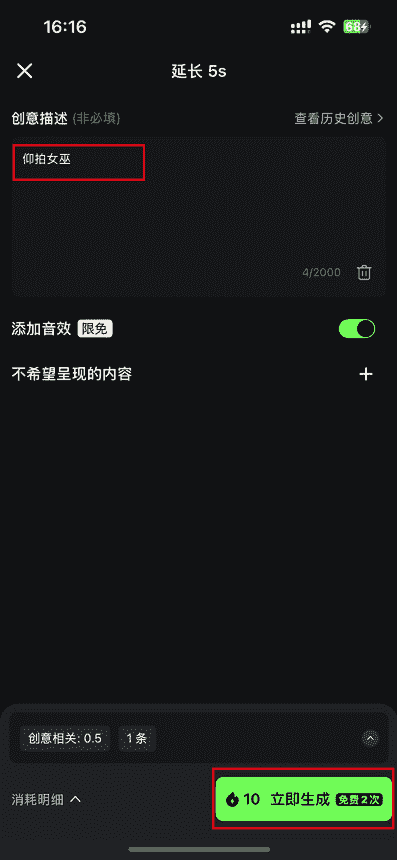 16:16
68
延长 5s
创意描述 (非必填)
查看历史创意
仰拍女巫
4/2000
添加音效 限免
不希望呈现的内容
创意相关: 0.5
1 条
消耗明细
10 立即生成 免费2次